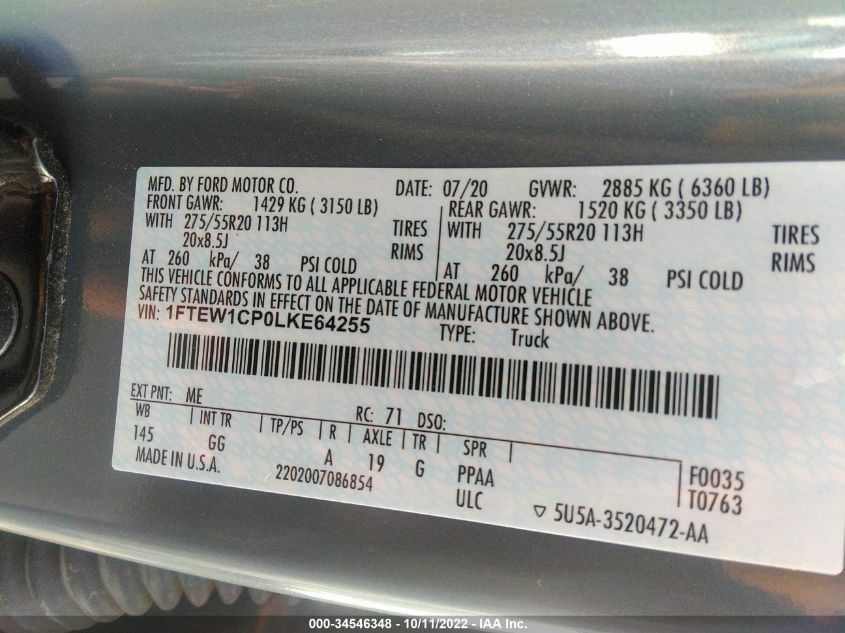 MFD. BY FORD MOTOR CO. DATE: 07/20 GVWR: 2885 KG ( 6360 LB)
FRONT GAWR: 1429 KG ( 3150 LB) REAR GAWR: 1520 KG ( 3350 LB)
WITH 275/55R20 113H TIRES WITH 275/55R20 113H TIRES
20x8.5J RIMS 20x8.5J RIMS
AT 260 kPa/ 38 PSI COLD AT 260 kPa/ 38 PSI COLD
THIS VEHICLE CONFORMS TO ALL APPLICABLE FEDERAL MOTOR VEHICLE
SAFETY STANDARDS IN EFFECT ON THE DATE OF MANUFACTURE SHOWN ABOVE.
VIN: 1FTEW1CP0LKE64255 TYPE: Truck
EXT PNT: ME RC: 71 DSO:
WB INT TR TP/PS R AXLE TR SPR
145 GG A 19 G PPAA F0035
MADE IN U.S.A. 2202007086854 ULC T0763
5U5A-3520472-AA
000-34546348 - 10/11/2022 - IAA Inc.